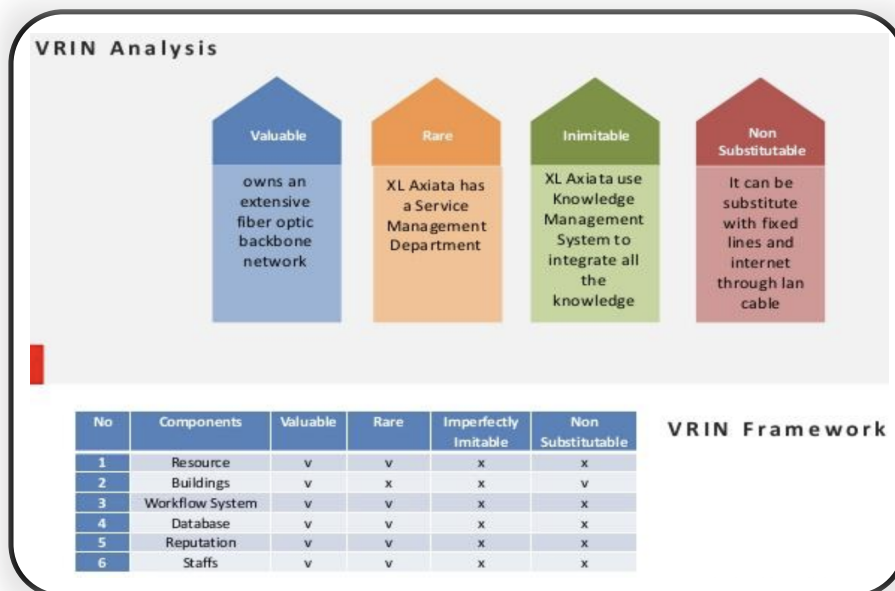 VRIN Analysis
Valuable
owns an
extensive
fiber optic
backbone
network
Rare
XL Axiata has
a Service
Management
Department
Inimitable
XL Axiata use
Knowledge
Management
System to
integrate all
the
knowledge
Non
Substitutable
It can be
substitute
with fixed
lines and
internet
through lan
cable
VRIN Framework
No Components Valuable Rare Imperfectly Imitable Non Substitutable
1 Resource v v x x
2 Buildings v x x v
3 Workflow System v v x x
4 Database v v x x
5 Reputation v v x x
6 Staffs v v x x